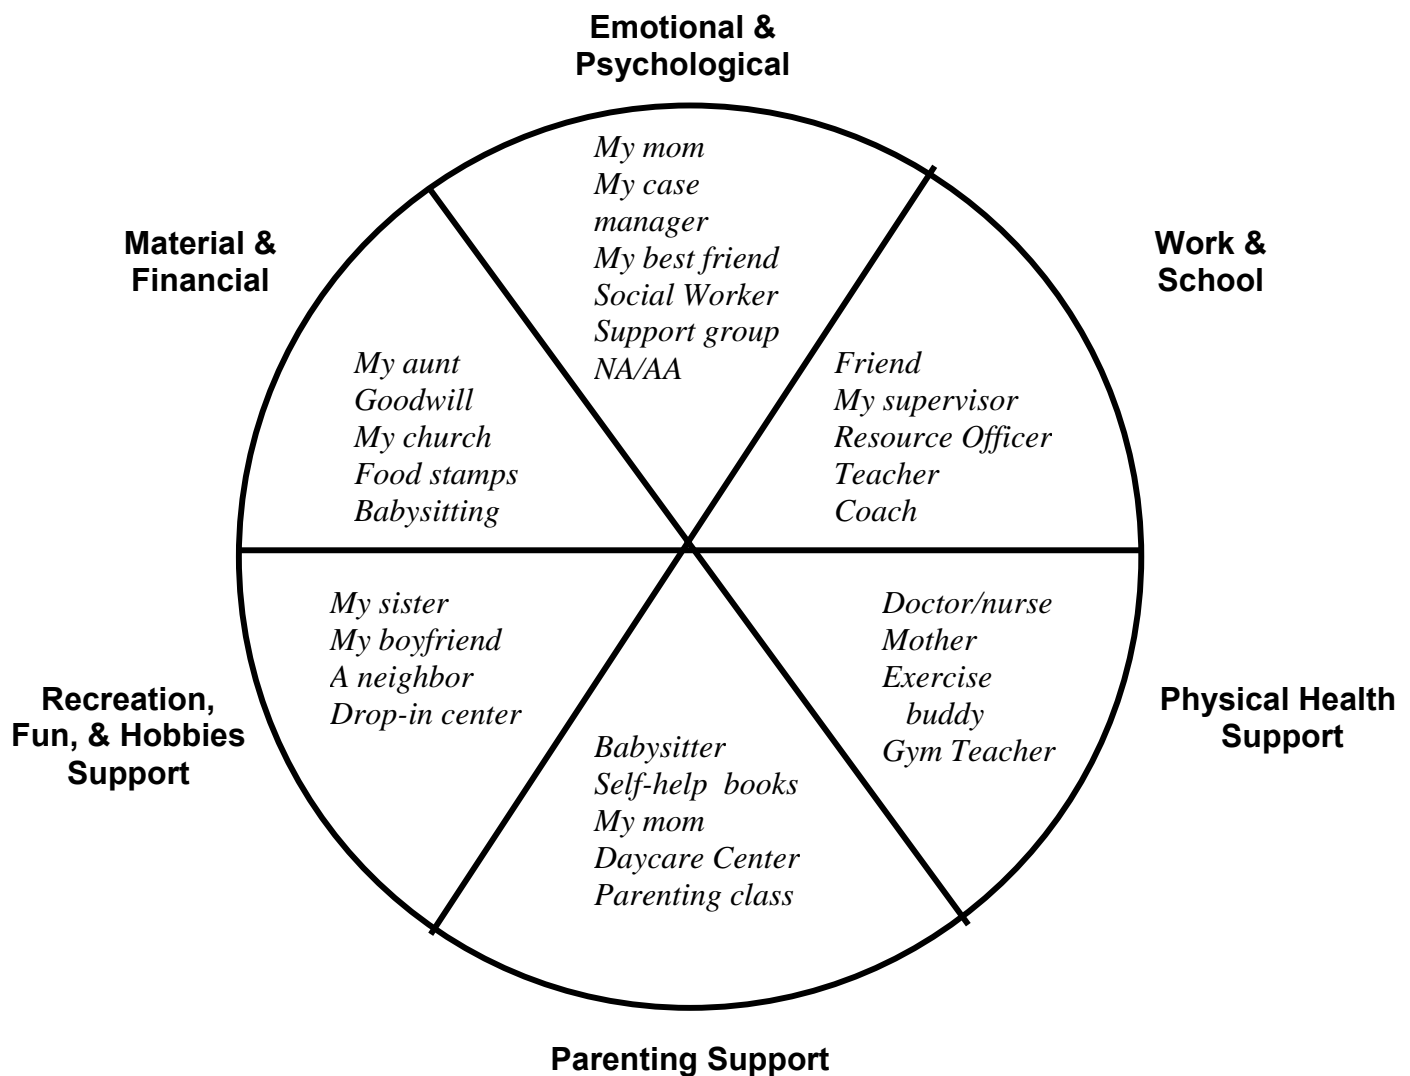 Emotional &
Psychological
My mom
My case
manager
My best friend
Social Worker
Support group
NA/AA
Work &
School
Friend
My supervisor
Resource Officer
Teacher
Coach
Physical Health
Support
Doctor/nurse
Mother
Exercise
buddy
Gym Teacher
Parenting Support
Babysitter
Self-help  books
My mom
Daycare Center
Parenting class
Recreation,
Fun, & Hobbies
Support
My sister
My boyfriend
A neighbor
Drop-in center
Material &
Financial
My aunt
Goodwill
My church
Food stamps
Babysitting